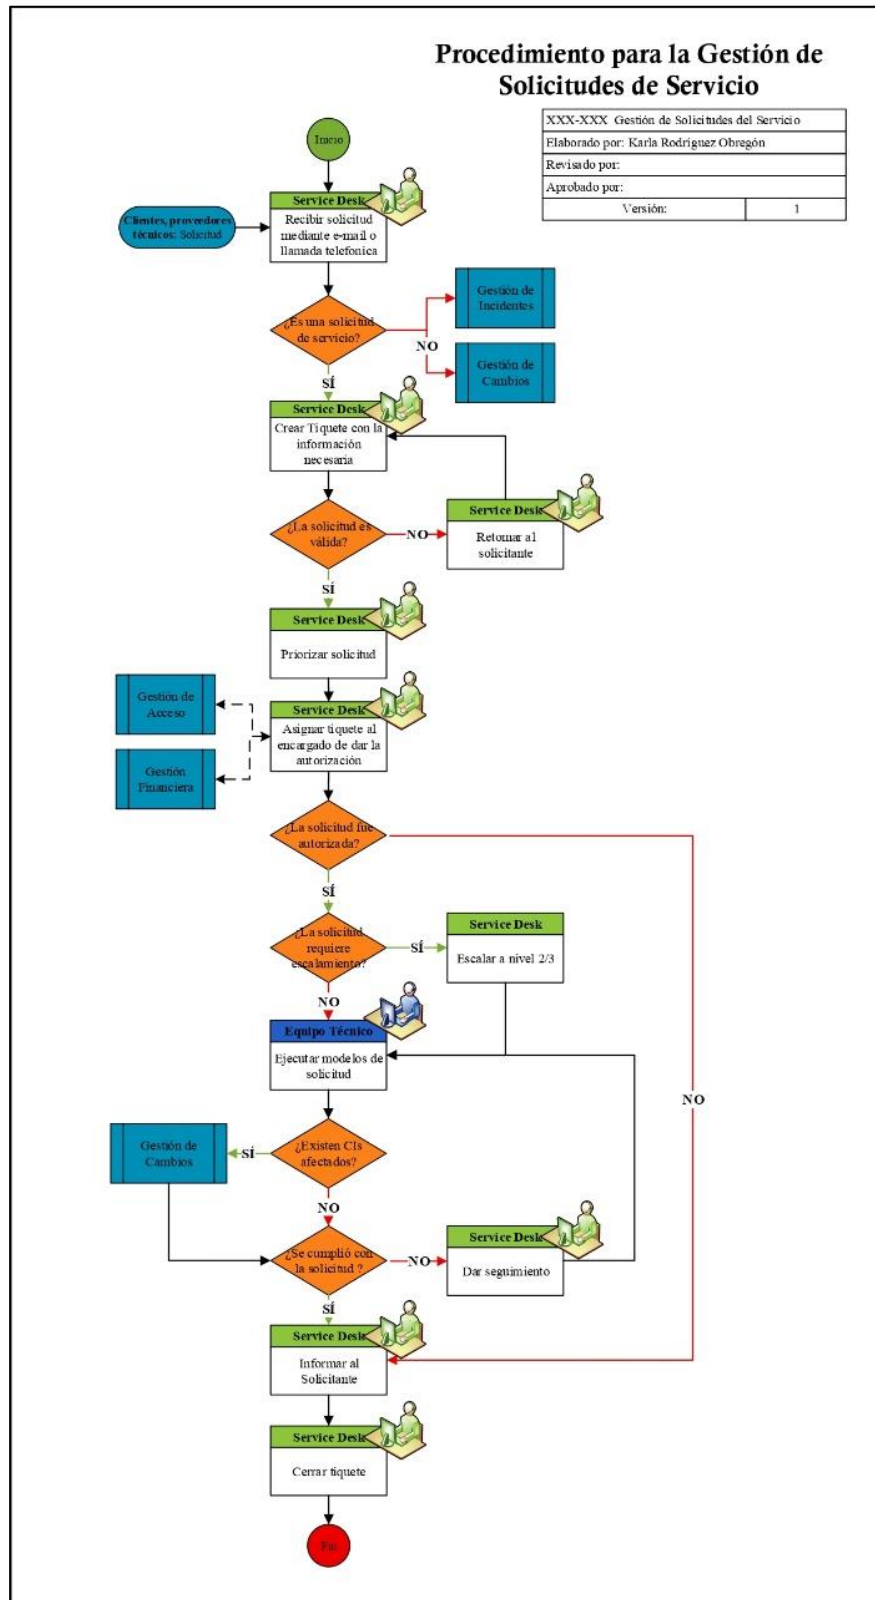 Procedimiento para la Gestión de
Solicitudes de Servicio
XXX-XXX Gestión de Solicitudes del Servicio
Elaborado por: Karla Rodríguez Obregón
Revisado por:
Aprobado por:
Versión: 1
Inicio
Service Desk
Recibir solicitud
mediante e-mail o
llamada telefonica
Clientes, proveedores
técnicos: Solicitud
¿Es una solicitud
de servicio?
NO
Gestión de
Incidentes
Gestión de
Cambios
SÍ
Service Desk
Crear Tiquete con la
información
necesaria
¿La solicitud es
válida?
NO
Service Desk
Retornar al
solicitante
SÍ
Service Desk
Priorizar solicitud
Gestión de
Acceso
Gestión
Financiera
Service Desk
Asignar tiquete al
encargado de dar la
autorización
¿La solicitud fue
autorizada?
SÍ
¿La solicitud
requiere
escalamiento?
SÍ
Service Desk
Escalar a nivel 2/3
NO
Equipo Técnico
Ejecutar modelos de
solicitud
NO
¿Existen CIs
afectados?
SÍ
Gestión de
Cambios
NO
¿Se cumplió con
la solicitud ?
NO
Service Desk
Dar seguimiento
SÍ
Service Desk
Informar al
Solicitante
Service Desk
Cerrar tiquete
Fin